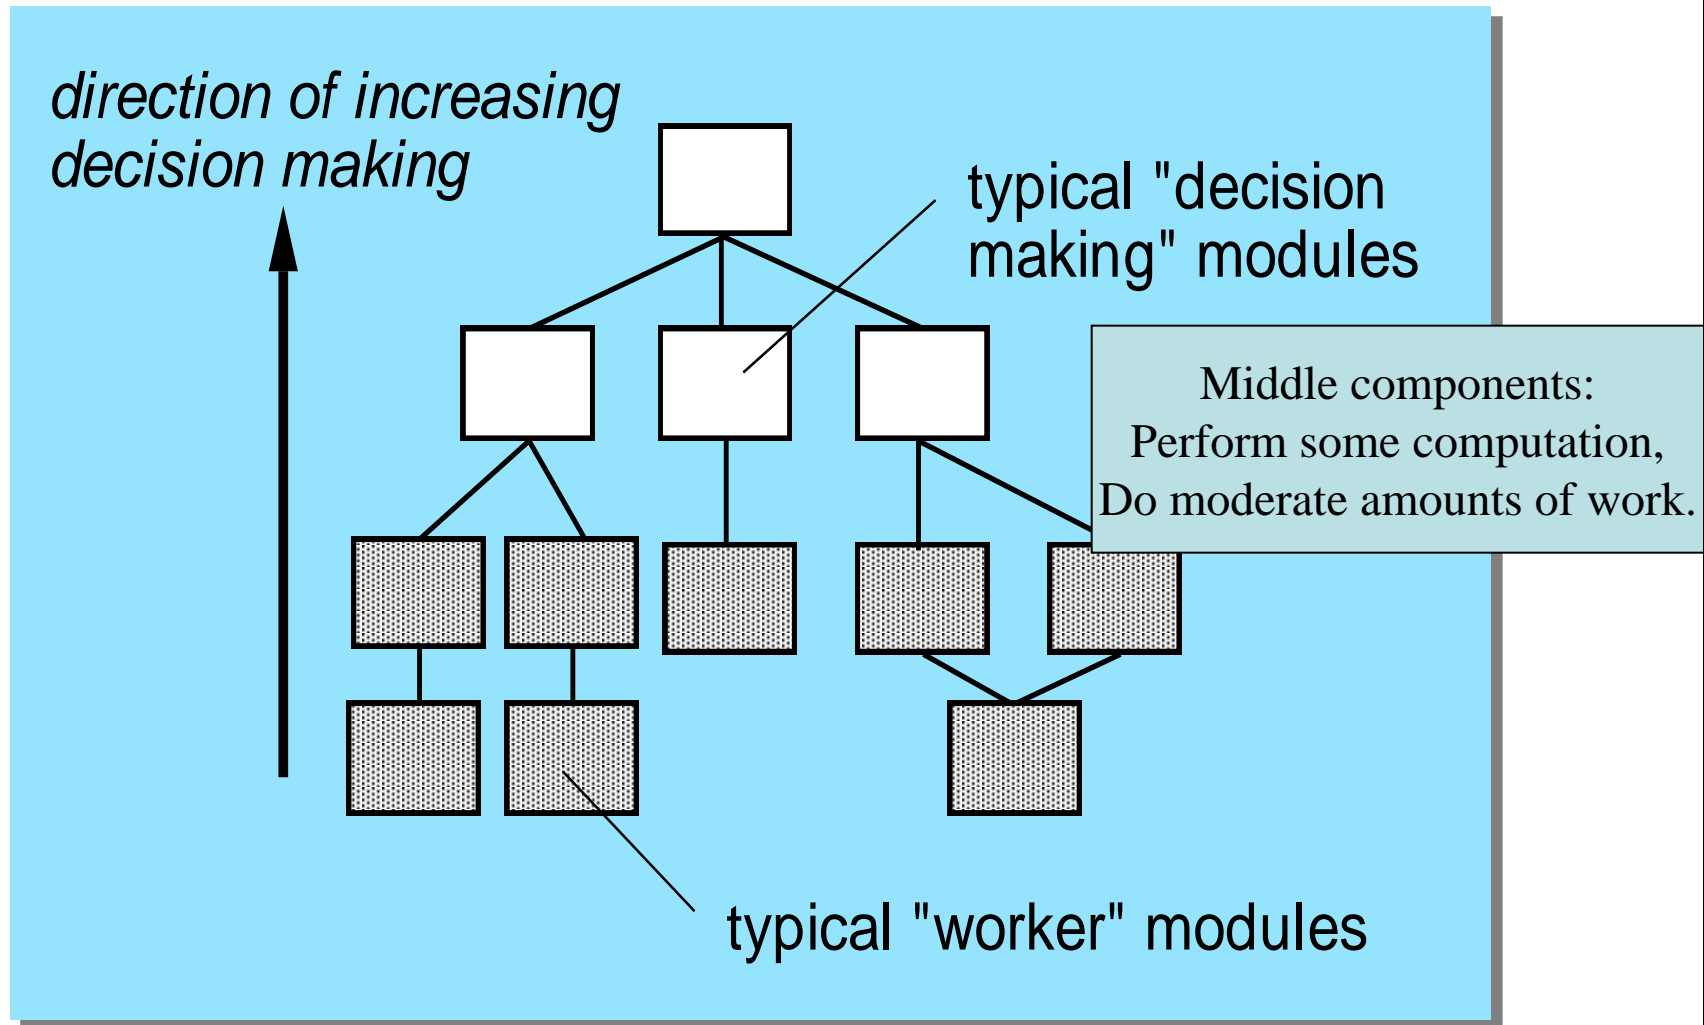 direction of increasing
decision making
typical "decision
making" modules
Middle components:
Perform some computation,
Do moderate amounts of work.
typical "worker" modules